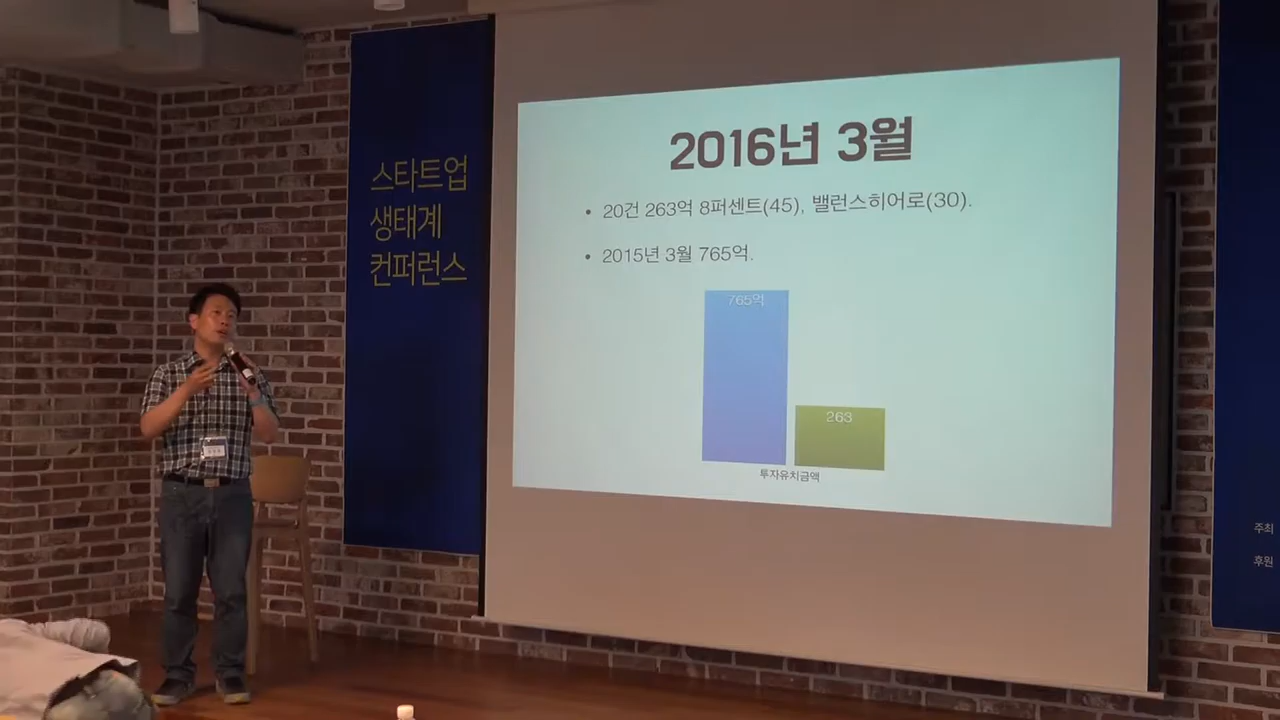 스타트업
생태계
컨퍼런스
2016년 3월
• 20건 263억 8퍼센트(45), 밸런스히어로(30).
• 2015년 3월 765억.
765억
263
투자유치금액
주최
후원